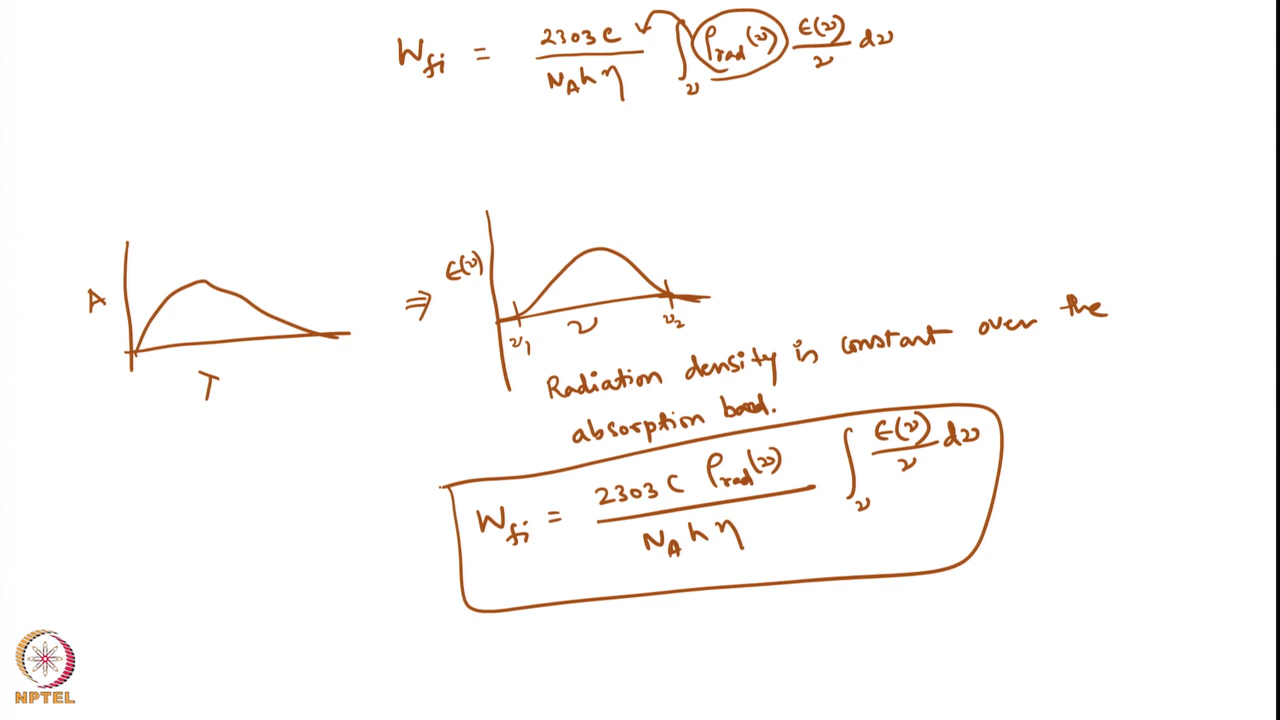 W_fi = 2303 c / N_A h η ∫_ν ρ_rad(ν) ε(ν)/ν dν
A
T
⇒
ε(ν)
ν₁
ν
ν₂
Radiation density is constant over the
absorption band.
W_fi = 2303 c ρ_rad(ν) / N_A h η ∫_ν ε(ν)/ν dν
NPTEL